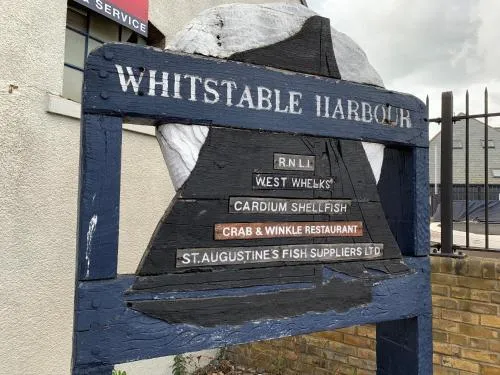 & SERVICE
WHITSTABLE HARBOUR
R.N.L.I.
WEST WHELKS
CARDIUM SHELLFISH
CRAB & WINKLE RESTAURANT
ST. AUGUSTINE'S FISH SUPPLIERS LTD